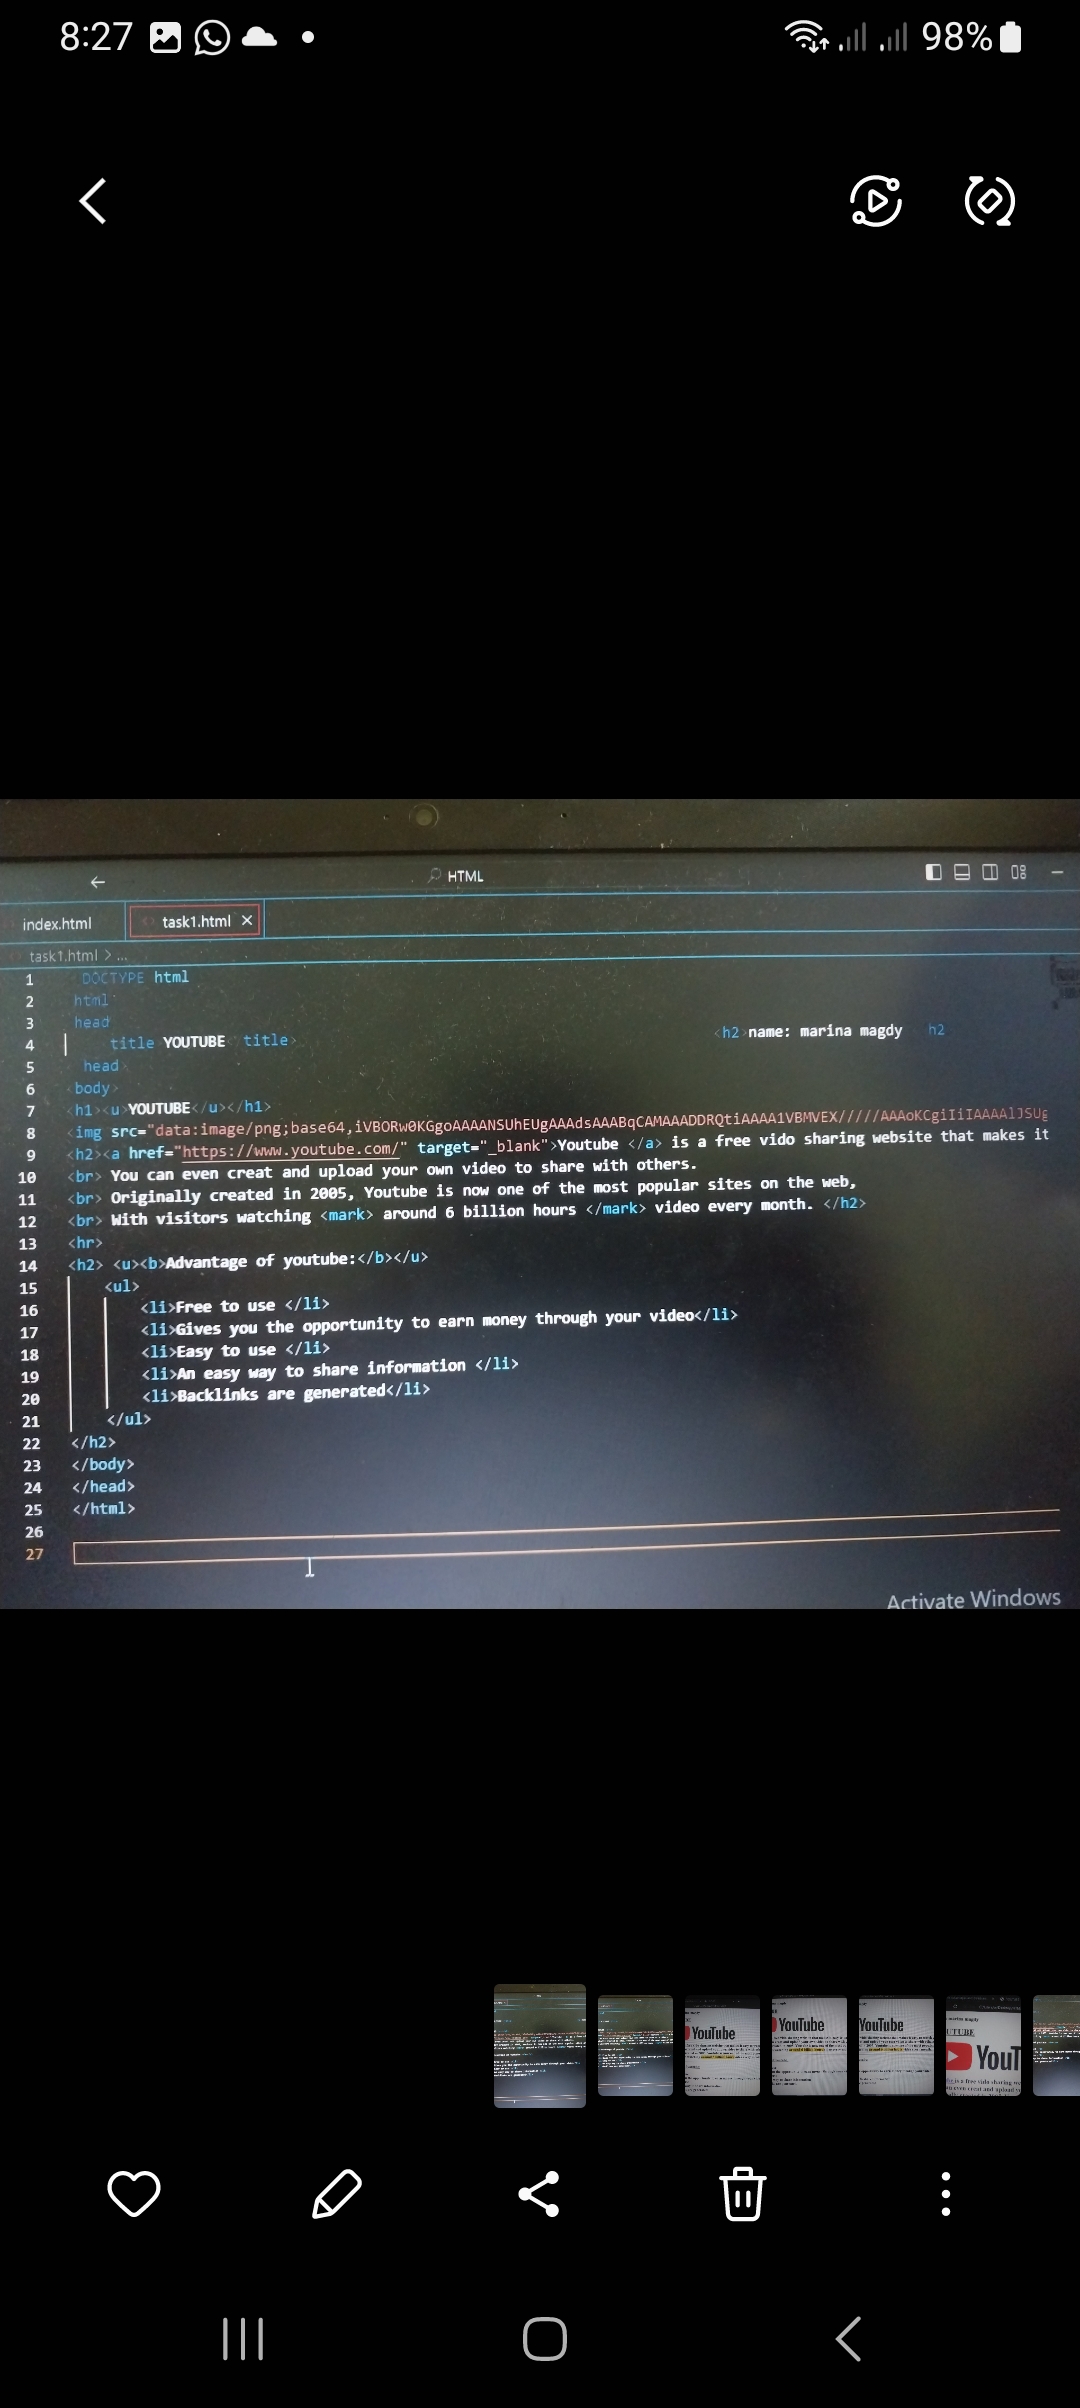 8:27
98%
HTML
index.html
task1.html
task1.html > ...
1 DOCTYPE html
2 html
3 head
4 title YOUTUBE title> <h2>name: marina magdy h2
5 head
6 body>
7 <h1><u>YOUTUBE</u></h1>
8 <img src="data:image/png;base64,
9 <h2><a href="https://www.youtube.com/" target="_blank">Youtube </a> is a free vido sharing website that makes it
10 <br> You can even creat and upload your own video to share with others.
11 <br> Originally created in 2005, Youtube is now one of the most popular sites on the web,
12 <br> With visitors watching <mark> around 6 billion hours </mark> video every month. </h2>
13 <hr>
14 <h2> <u><b>Advantage of youtube:</b></u>
15 <ul>
16 <li>Free to use </li>
17 <li>Gives you the opportunity to earn money through your video</li>
18 <li>Easy to use </li>
19 <li>An easy way to share information </li>
20 <li>Backlinks are generated</li>
21 </ul>
22 </h2>
23 </body>
24 </head>
25 </html>
26
27
Activate Windows
YouTube
YouTube
YouTube